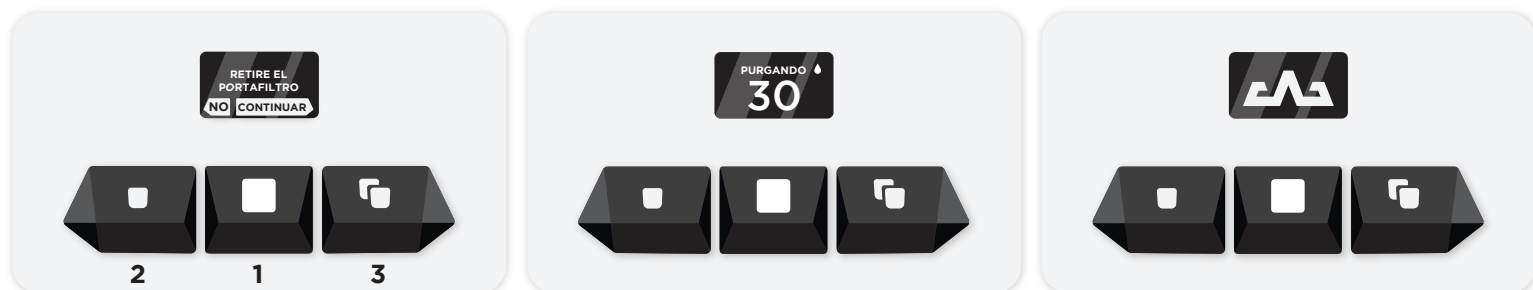 RETIRE EL
PORTAFILTRO
NO CONTINUAR
2 1 3
PURGANDO
30